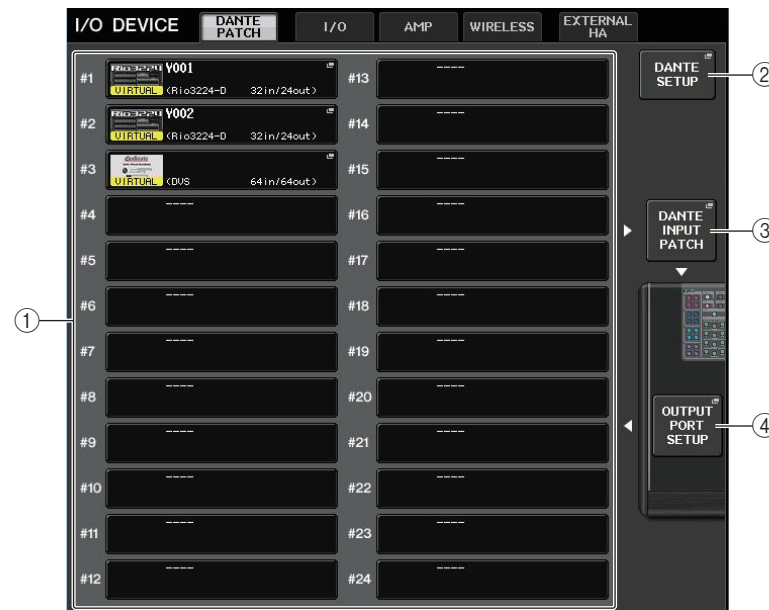 I/O DEVICE
DANTE PATCH
I/O
AMP
WIRELESS
EXTERNAL HA
#1
Rio3224
Y001
VIRTUAL
(Rio3224-D 32in/24out)
#2
Rio3224
Y002
VIRTUAL
(Rio3224-D 32in/24out)
#3
VIRTUAL
(DVS 64in/64out)
#4 ----
#5 ----
#6 ----
#7 ----
#8 ----
#9 ----
#10 ----
#11 ----
#12 ----
#13 ----
#14 ----
#15 ----
#16 ----
#17 ----
#18 ----
#19 ----
#20 ----
#21 ----
#22 ----
#23 ----
#24 ----
DANTE
SETUP
DANTE
INPUT
PATCH
OUTPUT
PORT
SETUP
①
②
③
④